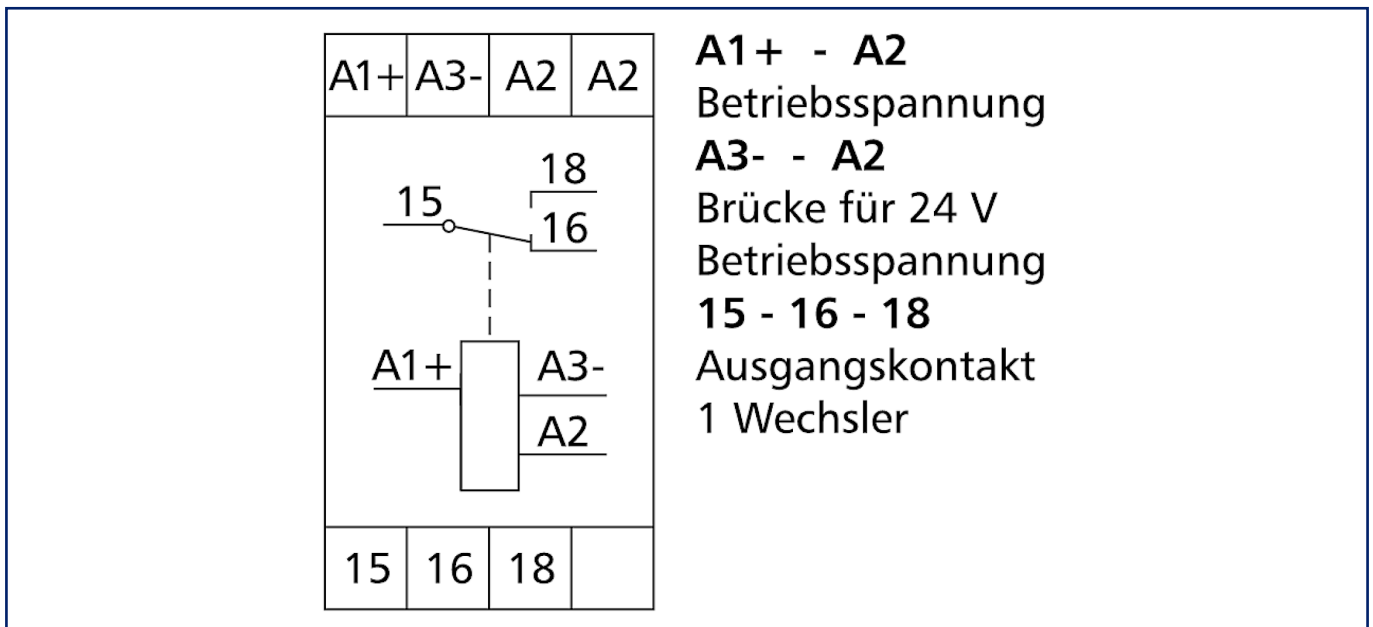 A1+ A3- A2 A2
18
15
16
A1+ A3-
A2
15 16 18
A1+ - A2
Betriebsspannung
A3- - A2
Brücke für 24 V
Betriebsspannung
15 - 16 - 18
Ausgangskontakt
1 Wechsler